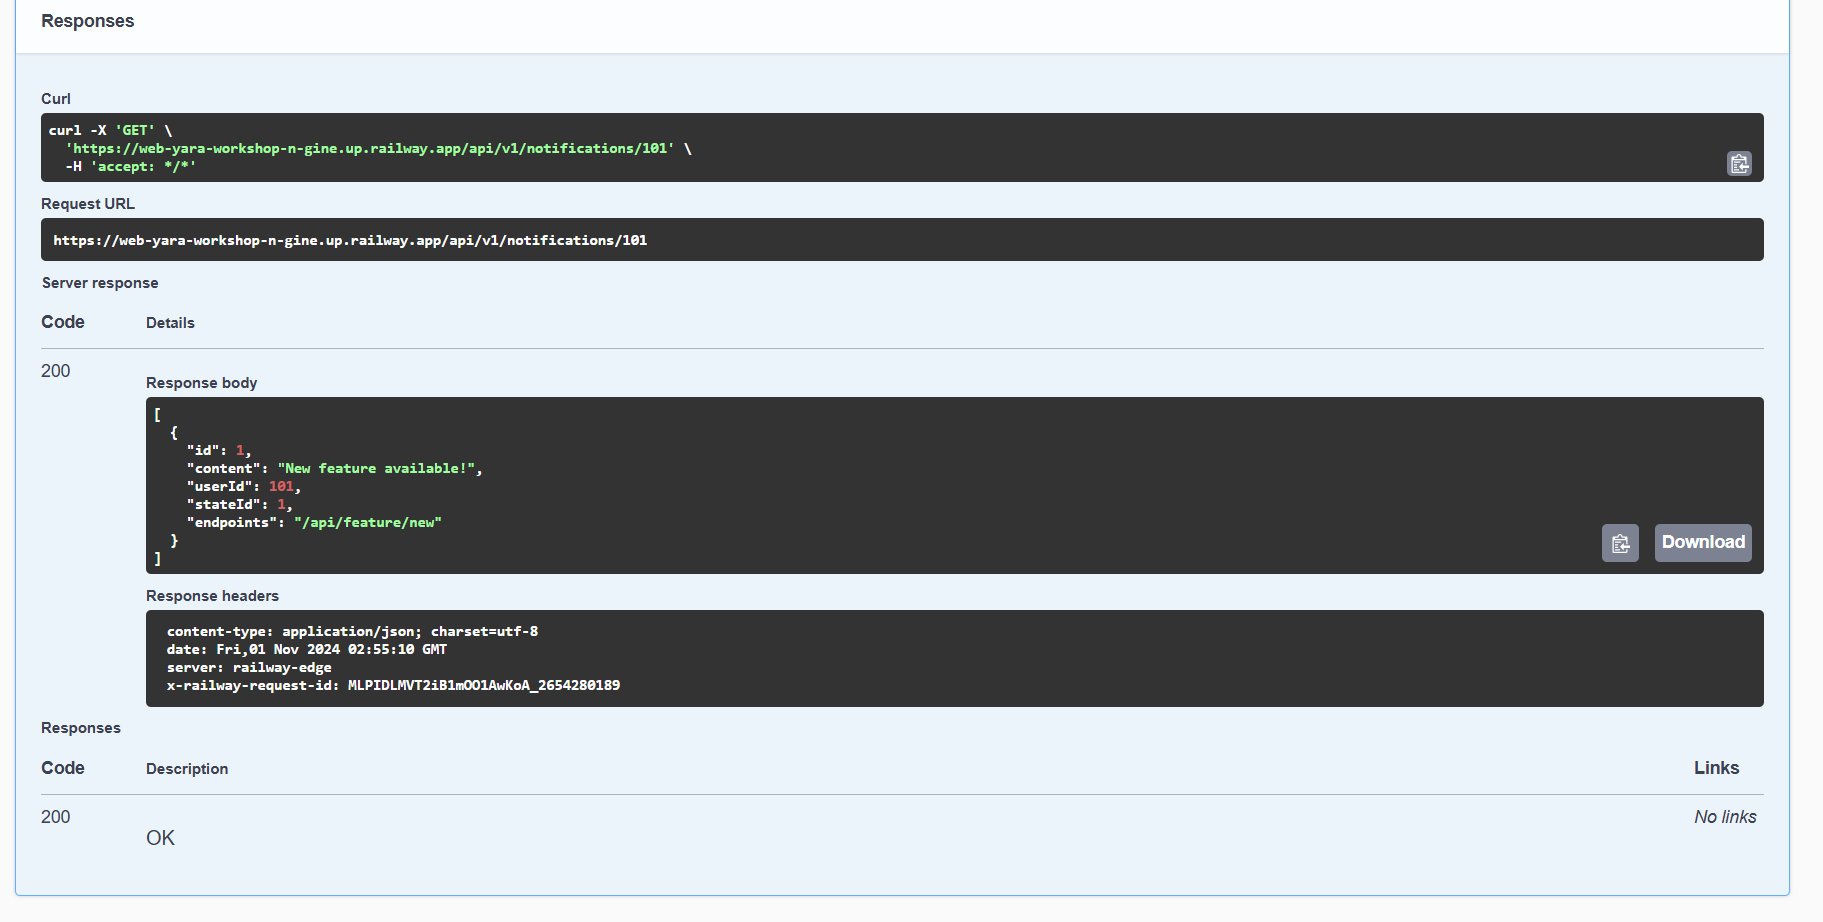 Responses
Curl
curl -X 'GET' \
  'https://web-yara-workshop-n-gine.up.railway.app/api/v1/notifications/101' \
  -H 'accept: */*'
Request URL
https://web-yara-workshop-n-gine.up.railway.app/api/v1/notifications/101
Server response
Code Details
200
Response body
[
  {
    "id": 1,
    "content": "New feature available!",
    "userId": 101,
    "stateId": 1,
    "endpoints": "/api/feature/new"
  }
]
Download
Response headers
content-type: application/json; charset=utf-8
date: Fri,01 Nov 2024 02:55:10 GMT
server: railway-edge
x-railway-request-id: MLPIDLMVT2iB1mOO1AwKoA_2654280189
Responses
Code Description Links
200 No links
OK